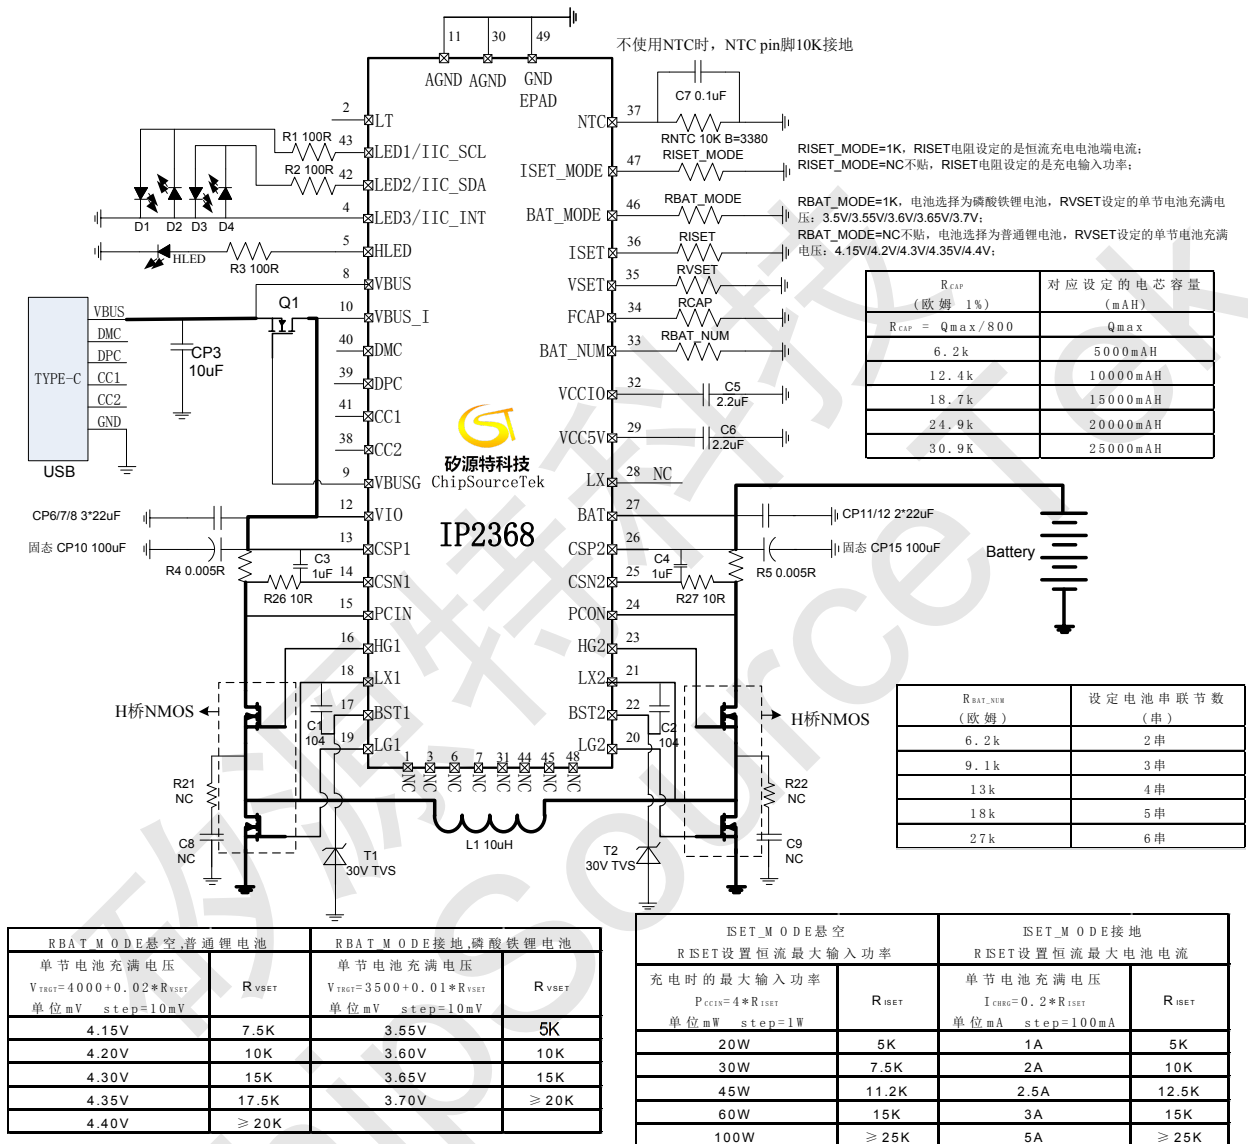 11
30
49
AGND
AGND
GND
EPAD
不使用NTC时，NTC pin脚10K接地
C7 0.1uF
2
LT
37
NTC
RNTC 10K B=3380
R1 100R
43
LED1/IIC_SCL
47
ISET_MODE
RISET_MODE
RISET_MODE=1K，RISET电阻设定的是恒流充电电池端电流；
RISET_MODE=NC不贴，RISET电阻设定的是充电输入功率；
R2 100R
42
LED2/IIC_SDA
D1
D2
D3
D4
4
LED3/IIC_INT
46
BAT_MODE
RBAT_MODE
RBAT_MODE=1K，电池选择为磷酸铁锂电池，RVSET设定的单节电池充满电
压：3.5V/3.55V/3.6V/3.65V/3.7V；
RBAT_MODE=NC不贴，电池选择为普通锂电池，RVSET设定的单节电池充满
电压：4.15V/4.2V/4.3V/4.35V/4.4V；
HLED
R3 100R
5
HLED
36
ISET
RISET
8
VBUS
35
VSET
RVSET
Q1
10
VBUS_I
34
FCAP
RCAP
40
DMC
33
BAT_NUM
RBAT_NUM
39
DPC
41
CC1
38
CC2
9
VBUSG
TYPE-C
VBUS
DMC
DPC
CC1
CC2
GND
USB
CP3
10uF
32
VCCIO
C5
2.2uF
29
VCC5V
C6
2.2uF
28
LX
NC
矽源特科技
ChipSourceTek
IP2368
R CAP
(欧姆 1%)
对应设定的电芯容量
(mAH)
R CAP = Qmax/800
Qmax
6.2k
5000mAH
12.4k
10000mAH
18.7k
15000mAH
24.9k
20000mAH
30.9K
25000mAH
CP6/7/8 3*22uF
12
VIO
27
BAT
CP11/12 2*22uF
固态 CP10 100uF
R4 0.005R
13
CSP1
26
CSP2
固态 CP15 100uF
R5 0.005R
Battery
C3
1uF
R26 10R
14
CSN1
25
CSN2
C4
1uF
R27 10R
15
PCIN
24
PCON
16
HG1
23
HG2
18
LX1
21
LX2
17
BST1
22
BST2
19
LG1
20
LG2
H桥NMOS
H桥NMOS
C1
104
C2
104
1
3
6
7
31
44
45
48
NC
NC
NC
NC
NC
NC
NC
NC
R21
NC
C8
NC
R22
NC
C9
NC
L1 10uH
T1
30V TVS
T2
30V TVS
R BAT_NUM
(欧姆)
设定电池串联节数
(串)
6.2k
2串
9.1k
3串
13k
4串
18k
5串
27k
6串
RBAT_MODE悬空,普通锂电池
RBAT_MODE接地,磷酸铁锂电池
单节电池充满电压
V TRGT=4000+0.02*R VSET
单位mV step=10mV
R VSET
单节电池充满电压
V TRGT=3500+0.01*R VSET
单位mV step=10mV
R VSET
4.15V
7.5K
3.55V
5K
4.20V
10K
3.60V
10K
4.30V
15K
3.65V
15K
4.35V
17.5K
3.70V
≥20K
4.40V
≥20K
ISET_MODE悬空
RISET设置恒流最大输入功率
ISET_MODE接地
RISET设置恒流最大电池电流
充电时的最大输入功率
P CCIN=4*R ISET
单位mW step=1W
R ISET
单节电池充满电压
I CHRG=0.2*R ISET
单位mA step=100mA
R ISET
20W
5K
1A
5K
30W
7.5K
2A
10K
45W
11.2K
2.5A
12.5K
60W
15K
3A
15K
100W
≥25K
5A
≥25K
矽源特科技
ChipSourceTek